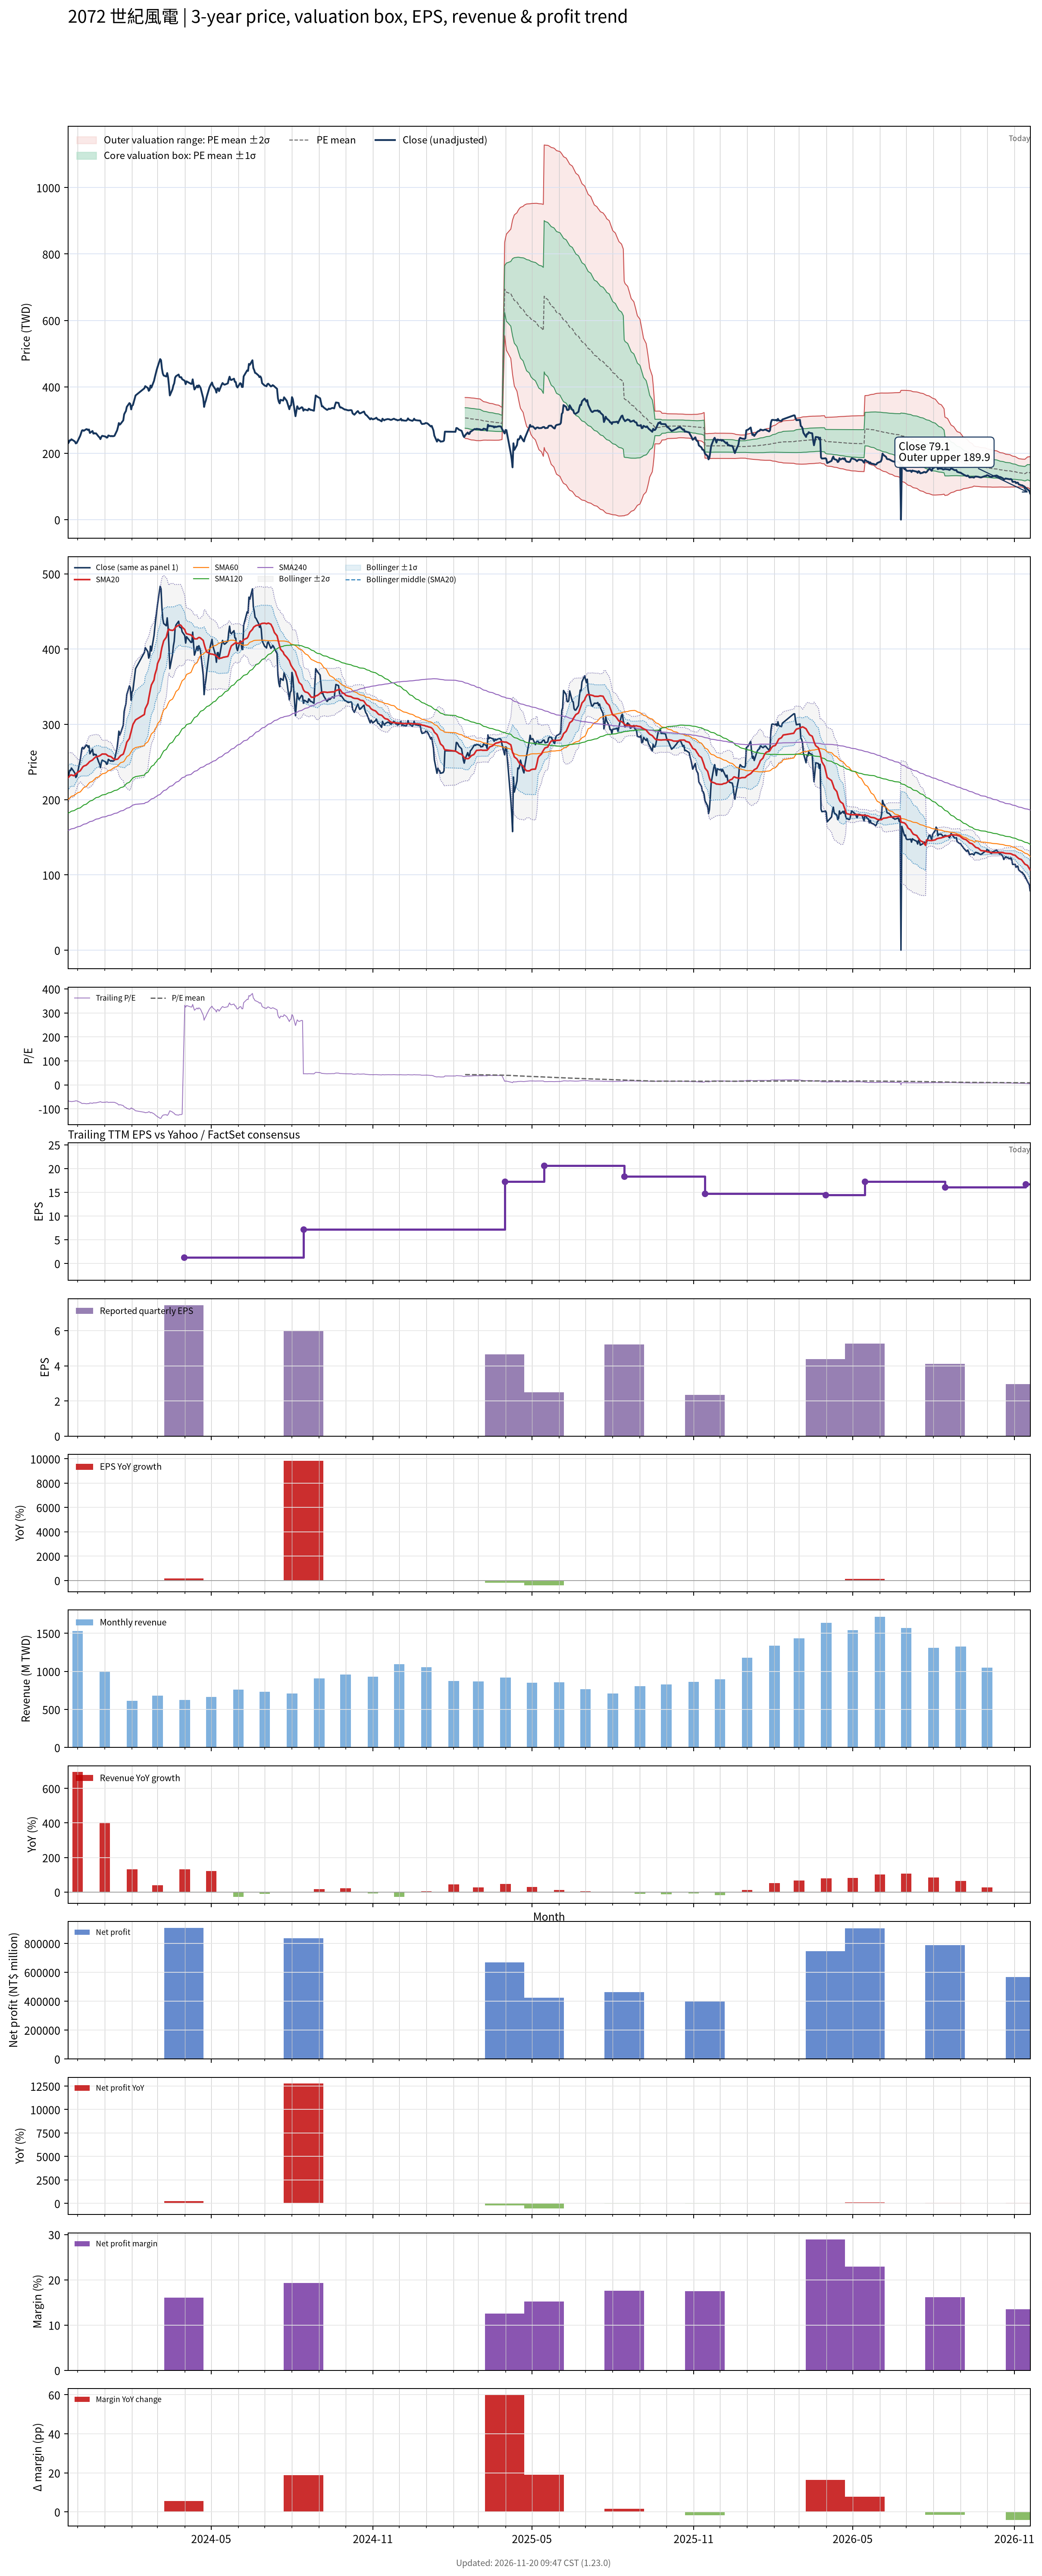 2072 世紀風電 | 3-year price, valuation box, EPS, revenue & profit trend
Outer valuation range: PE mean ±2σ
Core valuation box: PE mean ±1σ
PE mean
Close (unadjusted)
Today
Price (TWD)
1000
800
600
400
200
0
Close 79.1
Outer upper 189.9
Close (same as panel 1)
SMA20
SMA60
SMA120
SMA240
Bollinger ±2σ
Bollinger ±1σ
Bollinger middle (SMA20)
Price
500
400
300
200
100
0
Trailing P/E
P/E mean
P/E
400
300
200
100
0
-100
Trailing TTM EPS vs Yahoo / FactSet consensus
Today
EPS
25
20
15
10
5
0
Reported quarterly EPS
EPS
6
4
2
0
EPS YoY growth
YoY (%)
10000
8000
6000
4000
2000
0
Monthly revenue
Revenue (M TWD)
1500
1000
500
0
Revenue YoY growth
YoY (%)
600
400
200
0
Month
Net profit
Net profit (NT$ million)
800000
600000
400000
200000
0
Net profit YoY
YoY (%)
12500
10000
7500
5000
2500
0
Net profit margin
Margin (%)
30
20
10
0
Margin YoY change
Δ margin (pp)
60
40
20
0
2024-05
2024-11
2025-05
2025-11
2026-05
2026-11
Updated: 2026-11-20 09:47 CST (1.23.0)